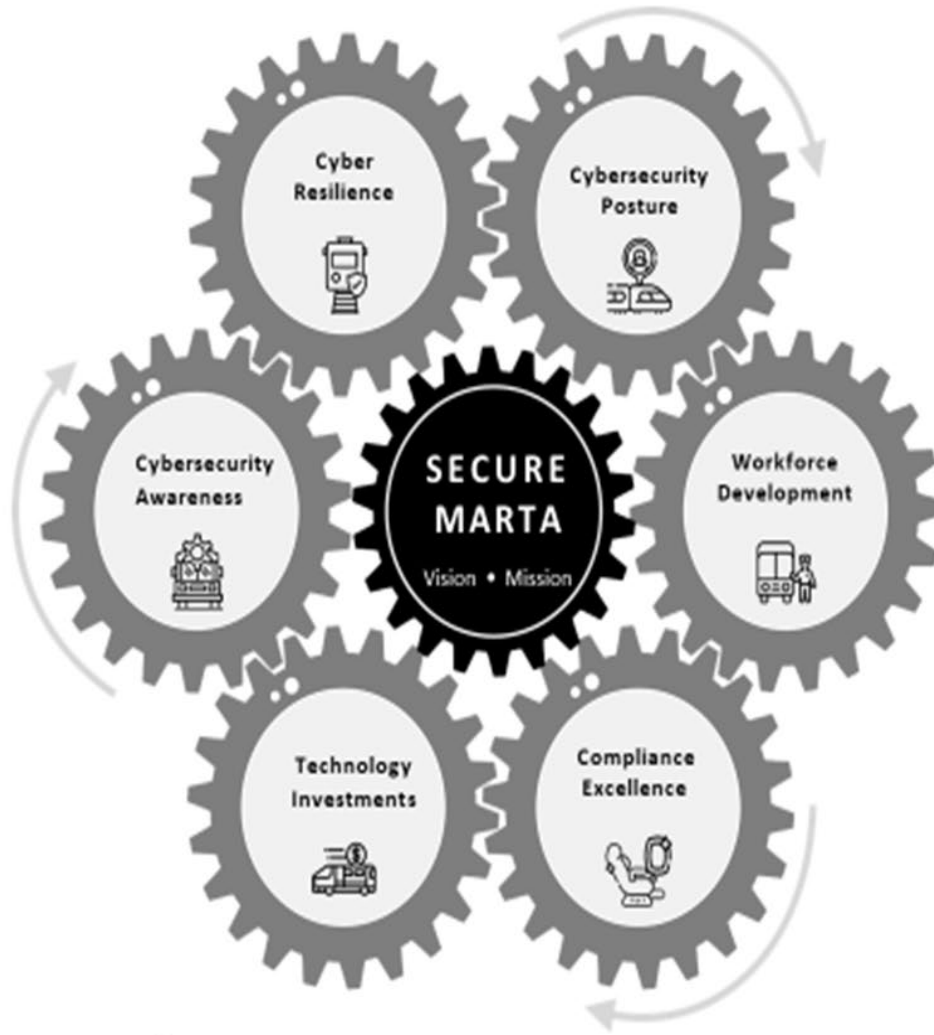 Cyber
Resilience
Cybersecurity
Posture
Cybersecurity
Awareness
SECURE
MARTA
Vision • Mission
Workforce
Development
Technology
Investments
Compliance
Excellence
$